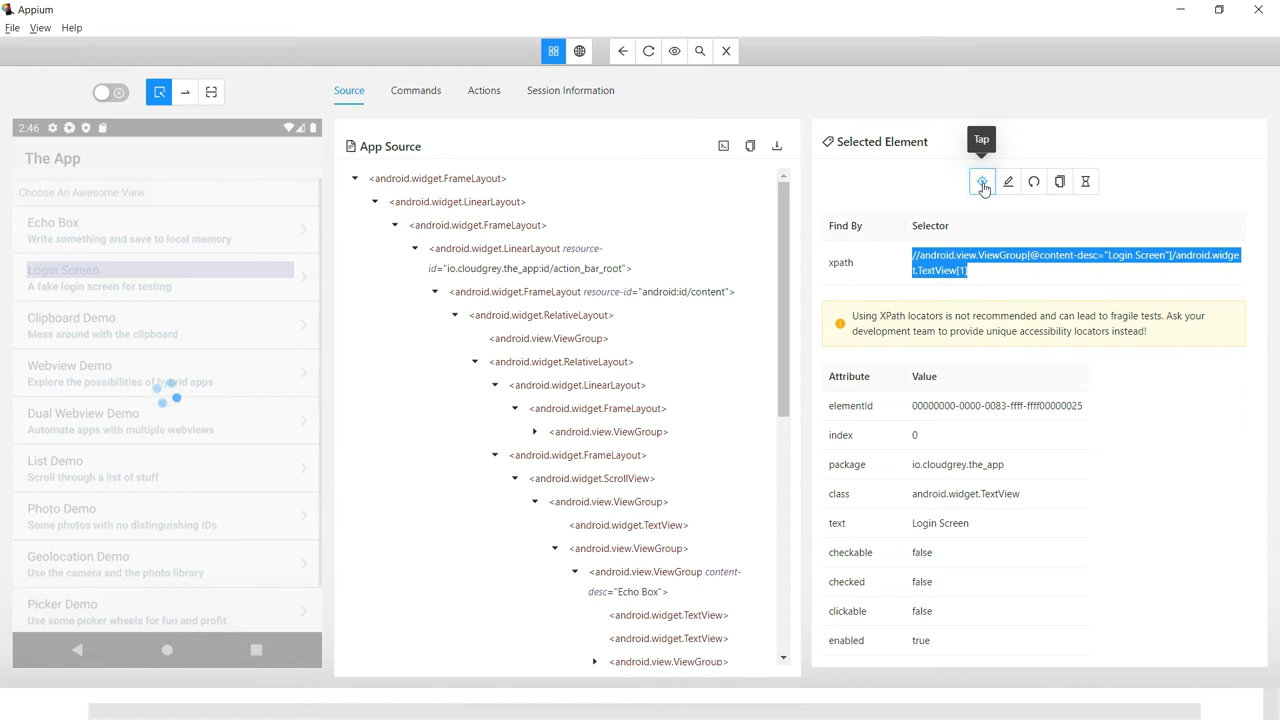 Appium
File View Help
Source Commands Actions Session Information
2:46
The App
Choose An Awesome View
Echo Box
Write something and save to local memory
Login Screen
A fake login screen for testing
Clipboard Demo
Mess around with the clipboard
Webview Demo
Explore the possibilities of hybrid apps
Dual Webview Demo
Automate apps with multiple webviews
List Demo
Scroll through a list of stuff
Photo Demo
Some photos with no distinguishing IDs
Geolocation Demo
Use the camera and the photo library
Picker Demo
Use some picker wheels for fun and profit
App Source
<android.widget.FrameLayout>
<android.widget.LinearLayout>
<android.widget.FrameLayout>
<android.widget.LinearLayout resource-
id="io.cloudgrey.the_app:id/action_bar_root">
<android.widget.FrameLayout resource-id="android:id/content">
<android.widget.RelativeLayout>
<android.view.ViewGroup>
<android.widget.RelativeLayout>
<android.widget.LinearLayout>
<android.widget.FrameLayout>
<android.view.ViewGroup>
<android.widget.FrameLayout>
<android.widget.ScrollView>
<android.view.ViewGroup>
<android.widget.TextView>
<android.view.ViewGroup>
<android.view.ViewGroup content-
desc="Echo Box">
<android.widget.TextView>
<android.widget.TextView>
<android.view.ViewGroup>
Selected Element
Tap
Find By Selector
xpath //android.view.ViewGroup[@content-desc="Login Screen"]/android.widge
t.TextView[1]
Using XPath locators is not recommended and can lead to fragile tests. Ask your
development team to provide unique accessibility locators instead!
Attribute Value
elementId 00000000-0000-0083-ffff-ffff00000025
index 0
package io.cloudgrey.the_app
class android.widget.TextView
text Login Screen
checkable false
checked false
clickable false
enabled true